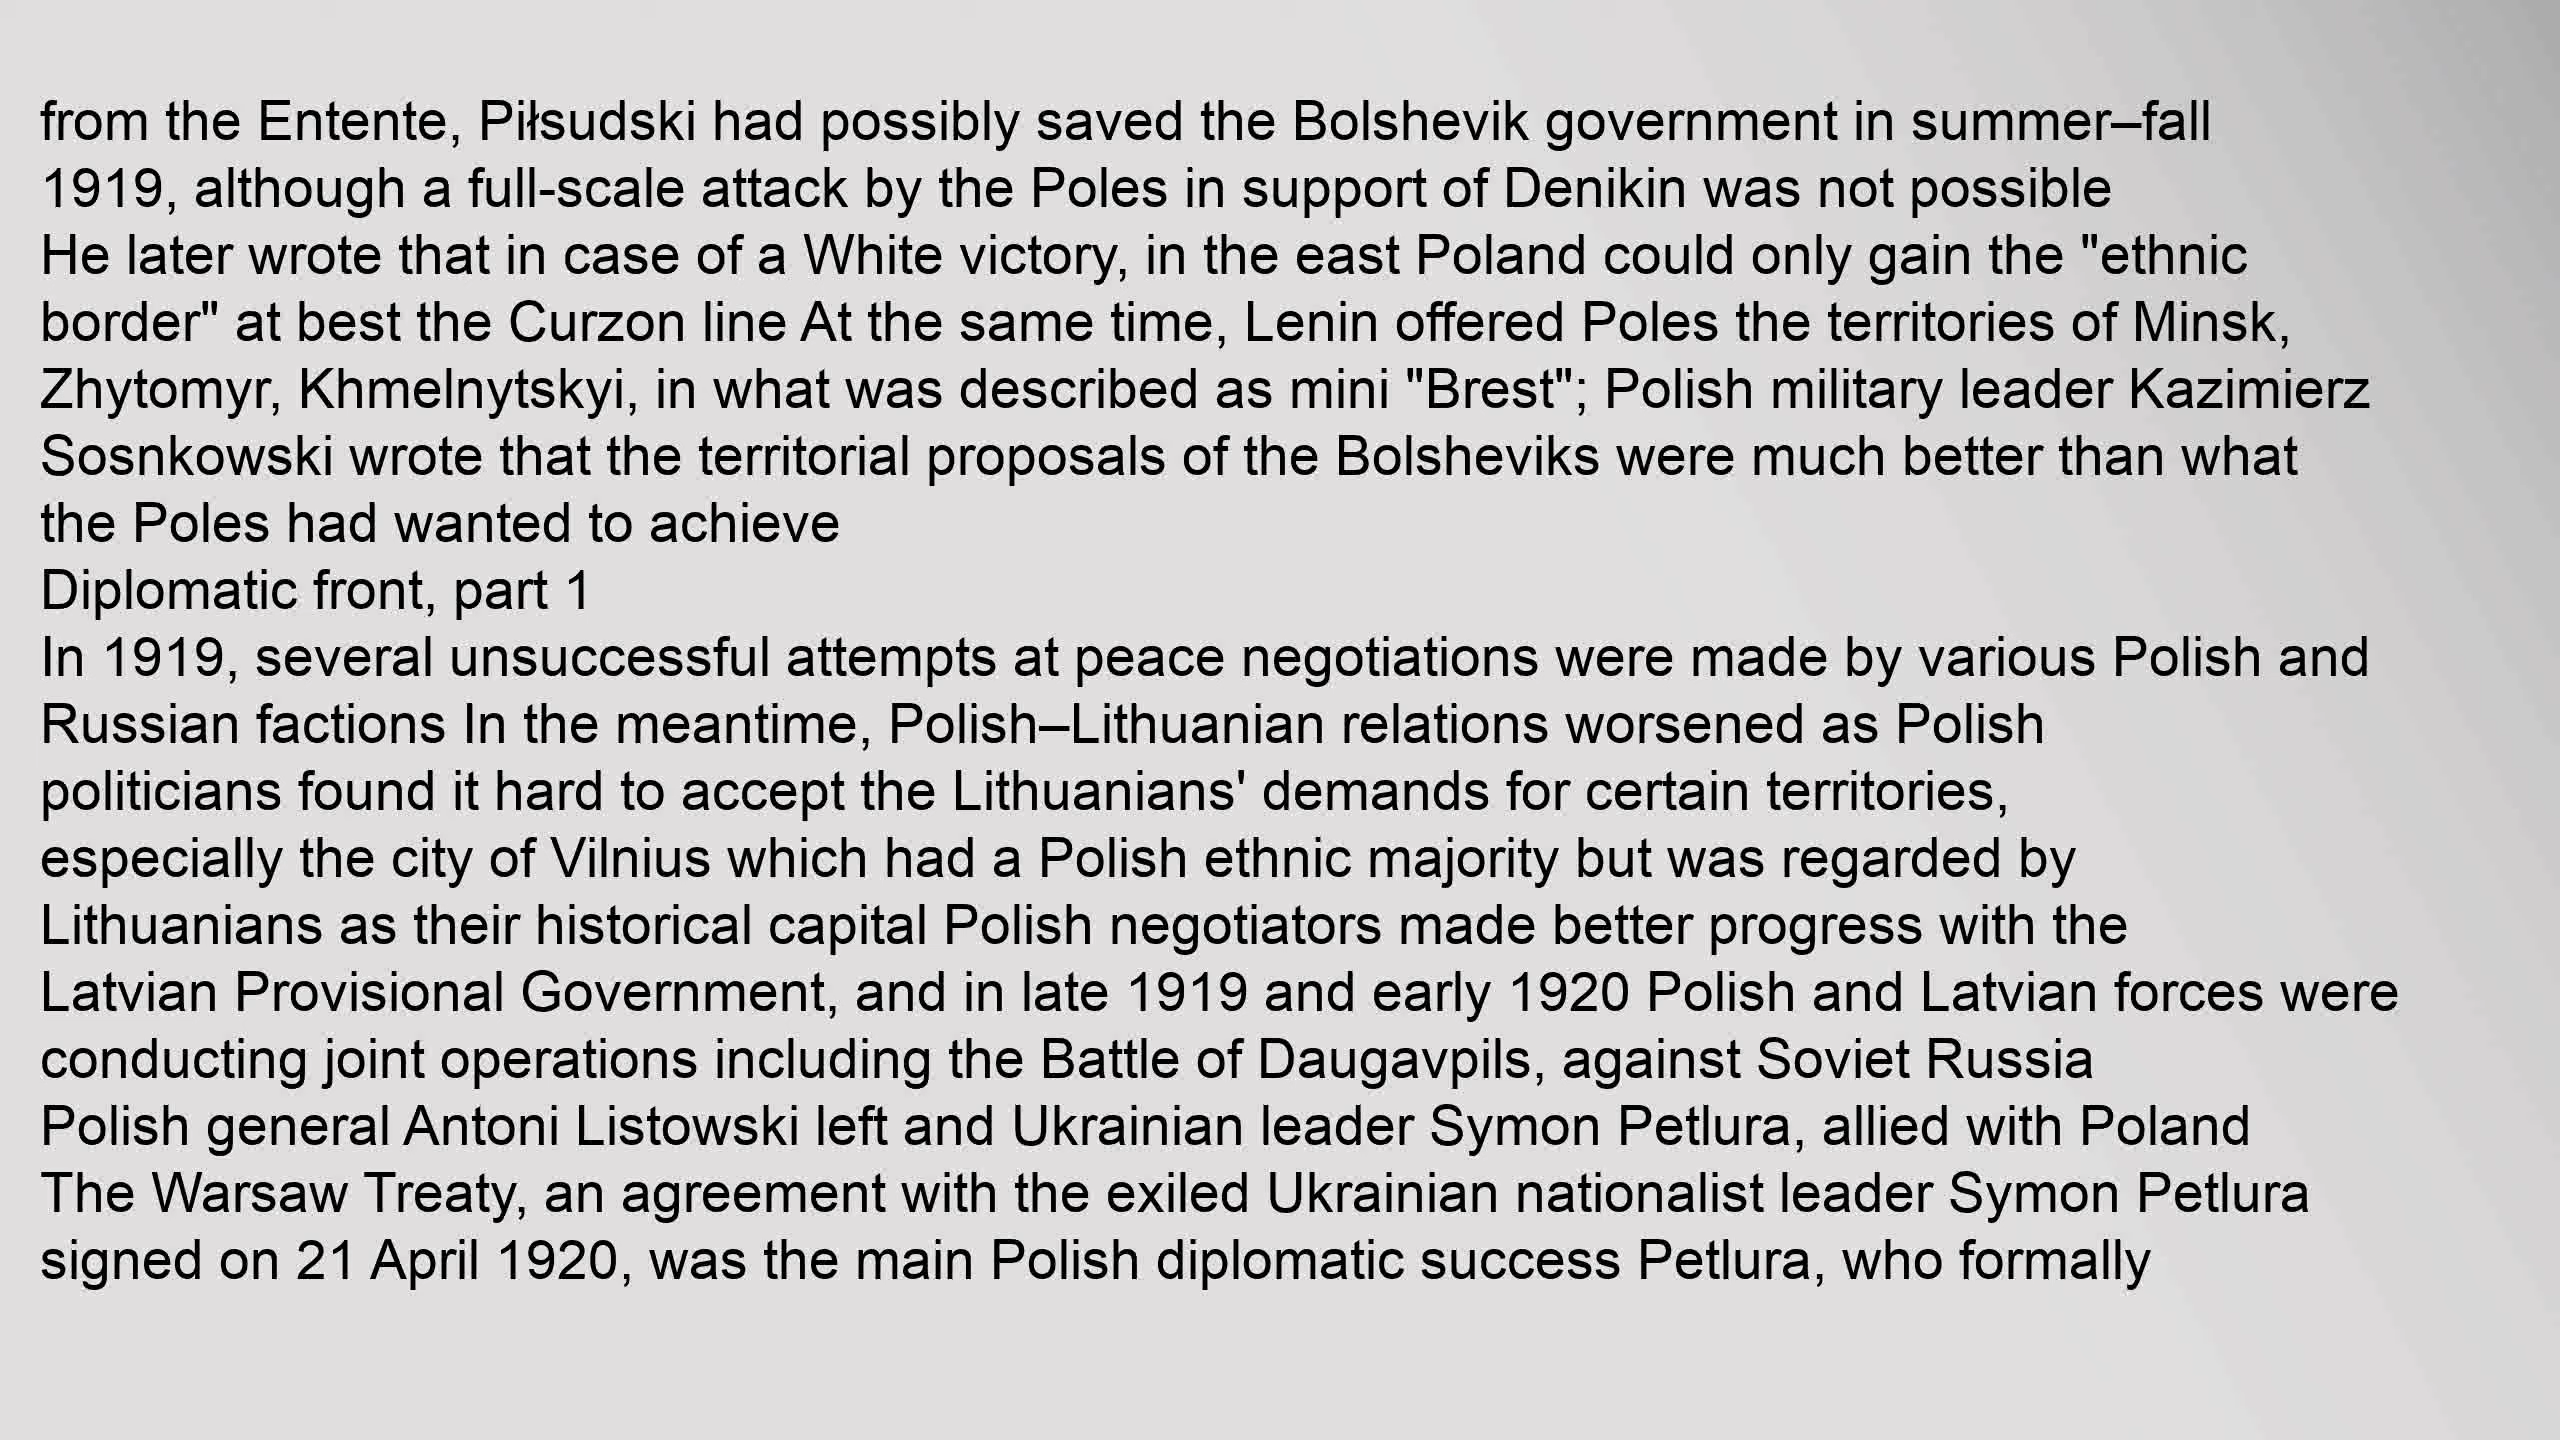 from the Entente, Piłsudski had possibly saved the Bolshevik government in summer–fall
1919, although a full-scale attack by the Poles in support of Denikin was not possible
He later wrote that in case of a White victory, in the east Poland could only gain the "ethnic
border" at best the Curzon line At the same time, Lenin offered Poles the territories of Minsk,
Zhytomyr, Khmelnytskyi, in what was described as mini "Brest"; Polish military leader Kazimierz
Sosnkowski wrote that the territorial proposals of the Bolsheviks were much better than what
the Poles had wanted to achieve
Diplomatic front, part 1
In 1919, several unsuccessful attempts at peace negotiations were made by various Polish and
Russian factions In the meantime, Polish–Lithuanian relations worsened as Polish
politicians found it hard to accept the Lithuanians' demands for certain territories,
especially the city of Vilnius which had a Polish ethnic majority but was regarded by
Lithuanians as their historical capital Polish negotiators made better progress with the
Latvian Provisional Government, and in late 1919 and early 1920 Polish and Latvian forces were
conducting joint operations including the Battle of Daugavpils, against Soviet Russia
Polish general Antoni Listowski left and Ukrainian leader Symon Petlura, allied with Poland
The Warsaw Treaty, an agreement with the exiled Ukrainian nationalist leader Symon Petlura
signed on 21 April 1920, was the main Polish diplomatic success Petlura, who formally